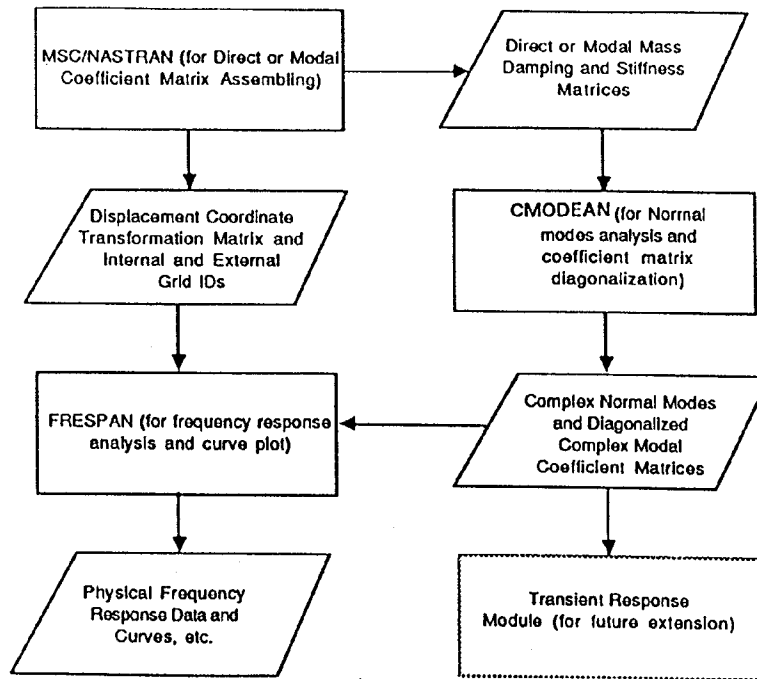 MSC/NASTRAN (for Direct or Modal
Coefficient Matrix Assembling)
Direct or Modal Mass
Damping and Stiffness
Matrices
Displacement Coordinate
Transformation Matrix and
Internal and External
Grid IDs
CMODEAN (for Normal
modes analysis and
coefficient matrix
diagonalization)
FRESPAN (for frequency response
analysis and curve plot)
Complex Normal Modes
and Diagonalized
Complex Modal
Coefficient Matrices
Physical Frequency
Response Data and
Curves, etc.
Transient Response
Module (for future extension)